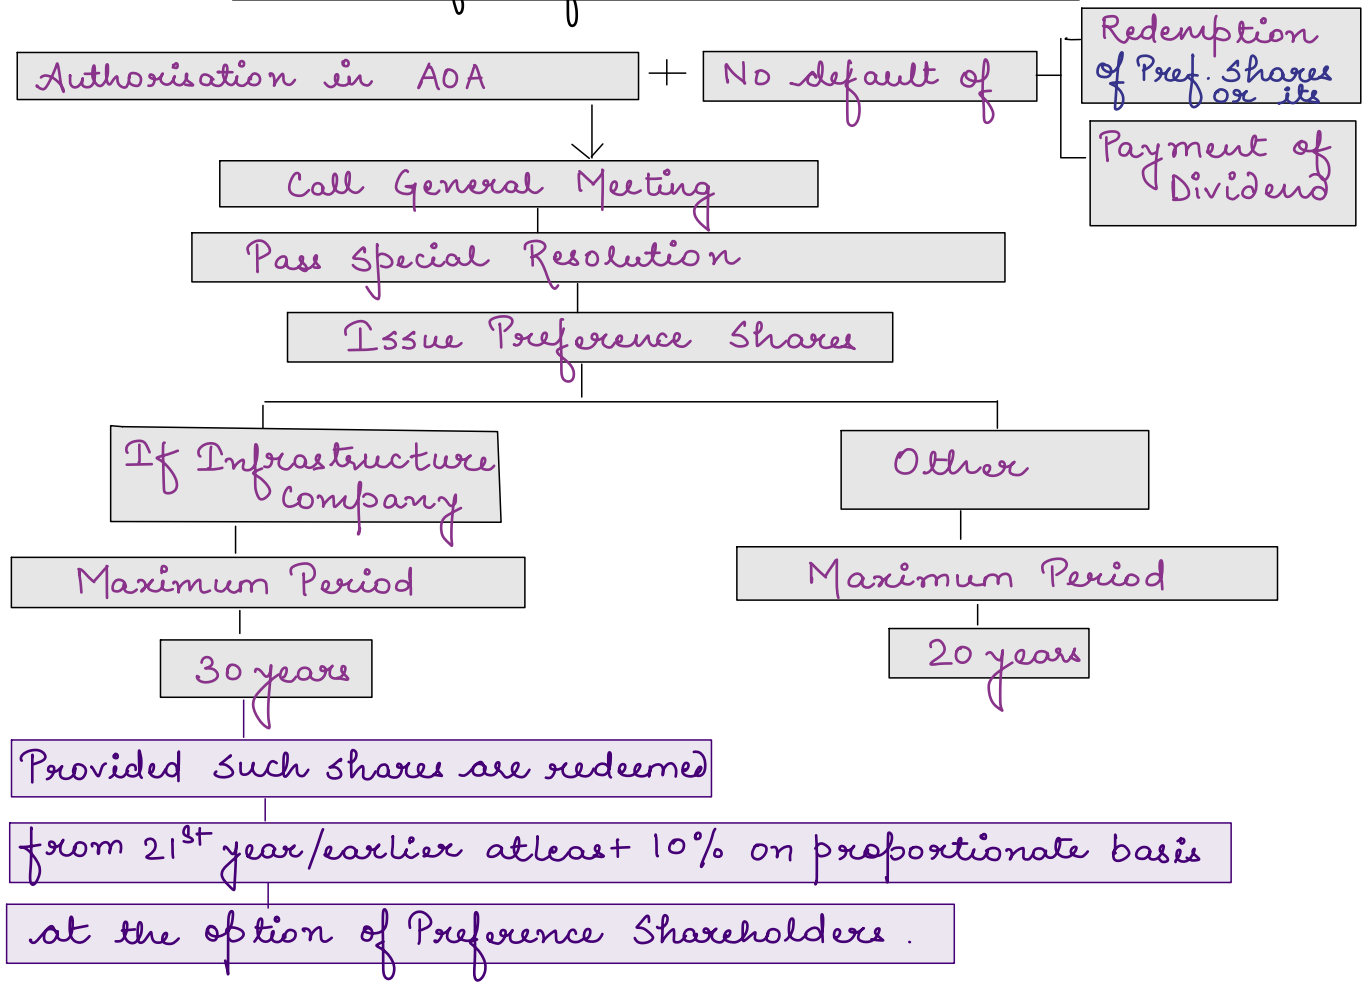 Authorisation in AOA + No default of
Redemption
of Pref. Shares
or its
Payment of
Dividend
Call General Meeting
Pass Special Resolution
Issue Preference Shares
If Infrastructure
Company
Other
Maximum Period
Maximum Period
30 years
20 years
Provided such shares are redeemed
from 21st year/earlier atleast 10% on proportionate basis
at the option of Preference Shareholders.